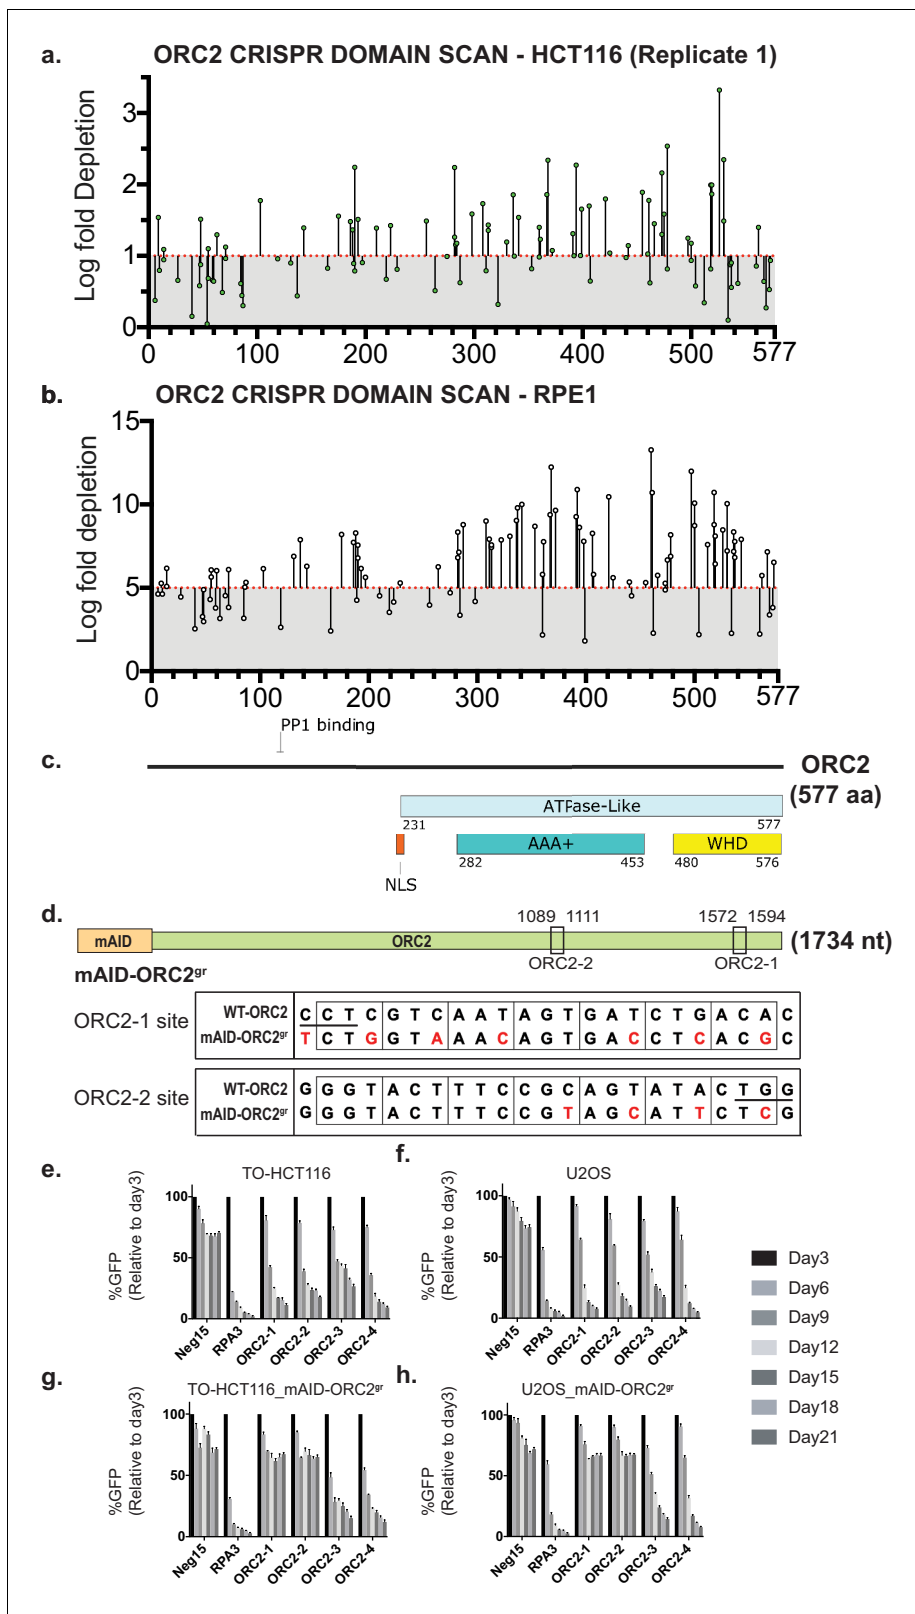 a. ORC2 CRISPR DOMAIN SCAN - HCT116 (Replicate 1)
Log fold Depletion
3
2
1
0
0 100 200 300 400 500 577
b. ORC2 CRISPR DOMAIN SCAN - RPE1
Log fold depletion
15
10
5
0
0 100 200 300 400 500 577
PP1 binding
c.
ORC2
(577 aa)
ATPase-Like
231 577
AAA+ WHD
282 453 480 576
NLS
d.
1089 1111 1572 1594
mAID ORC2 (1734 nt)
ORC2-2 ORC2-1
mAID-ORC2gr
ORC2-1 site
WT-ORC2 C C T C G T C A A T A G T G A T C T G A C A C
mAID-ORC2gr T C T G G T A A A C A G T G A C C T C A C G C
ORC2-2 site
WT-ORC2 G G G T A C T T T C C G C A G T A T A C T G G
mAID-ORC2gr G G G T A C T T T C C G T A G C A T T C T C G
e. TO-HCT116
%GFP
(Relative to day3)
100
50
0
Neg15 RPA3 ORC2-1 ORC2-2 ORC2-3 ORC2-4
f. U2OS
%GFP
(Relative to day3)
100
50
0
Neg15 RPA3 ORC2-1 ORC2-2 ORC2-3 ORC2-4
Day3
Day6
Day9
Day12
Day15
Day18
Day21
g. TO-HCT116_mAID-ORC2gr
%GFP
(Relative to day3)
100
50
0
Neg15 RPA3 ORC2-1 ORC2-2 ORC2-3 ORC2-4
h. U2OS_mAID-ORC2gr
%GFP
(Relative to day3)
100
50
0
Neg15 RPA3 ORC2-1 ORC2-2 ORC2-3 ORC2-4